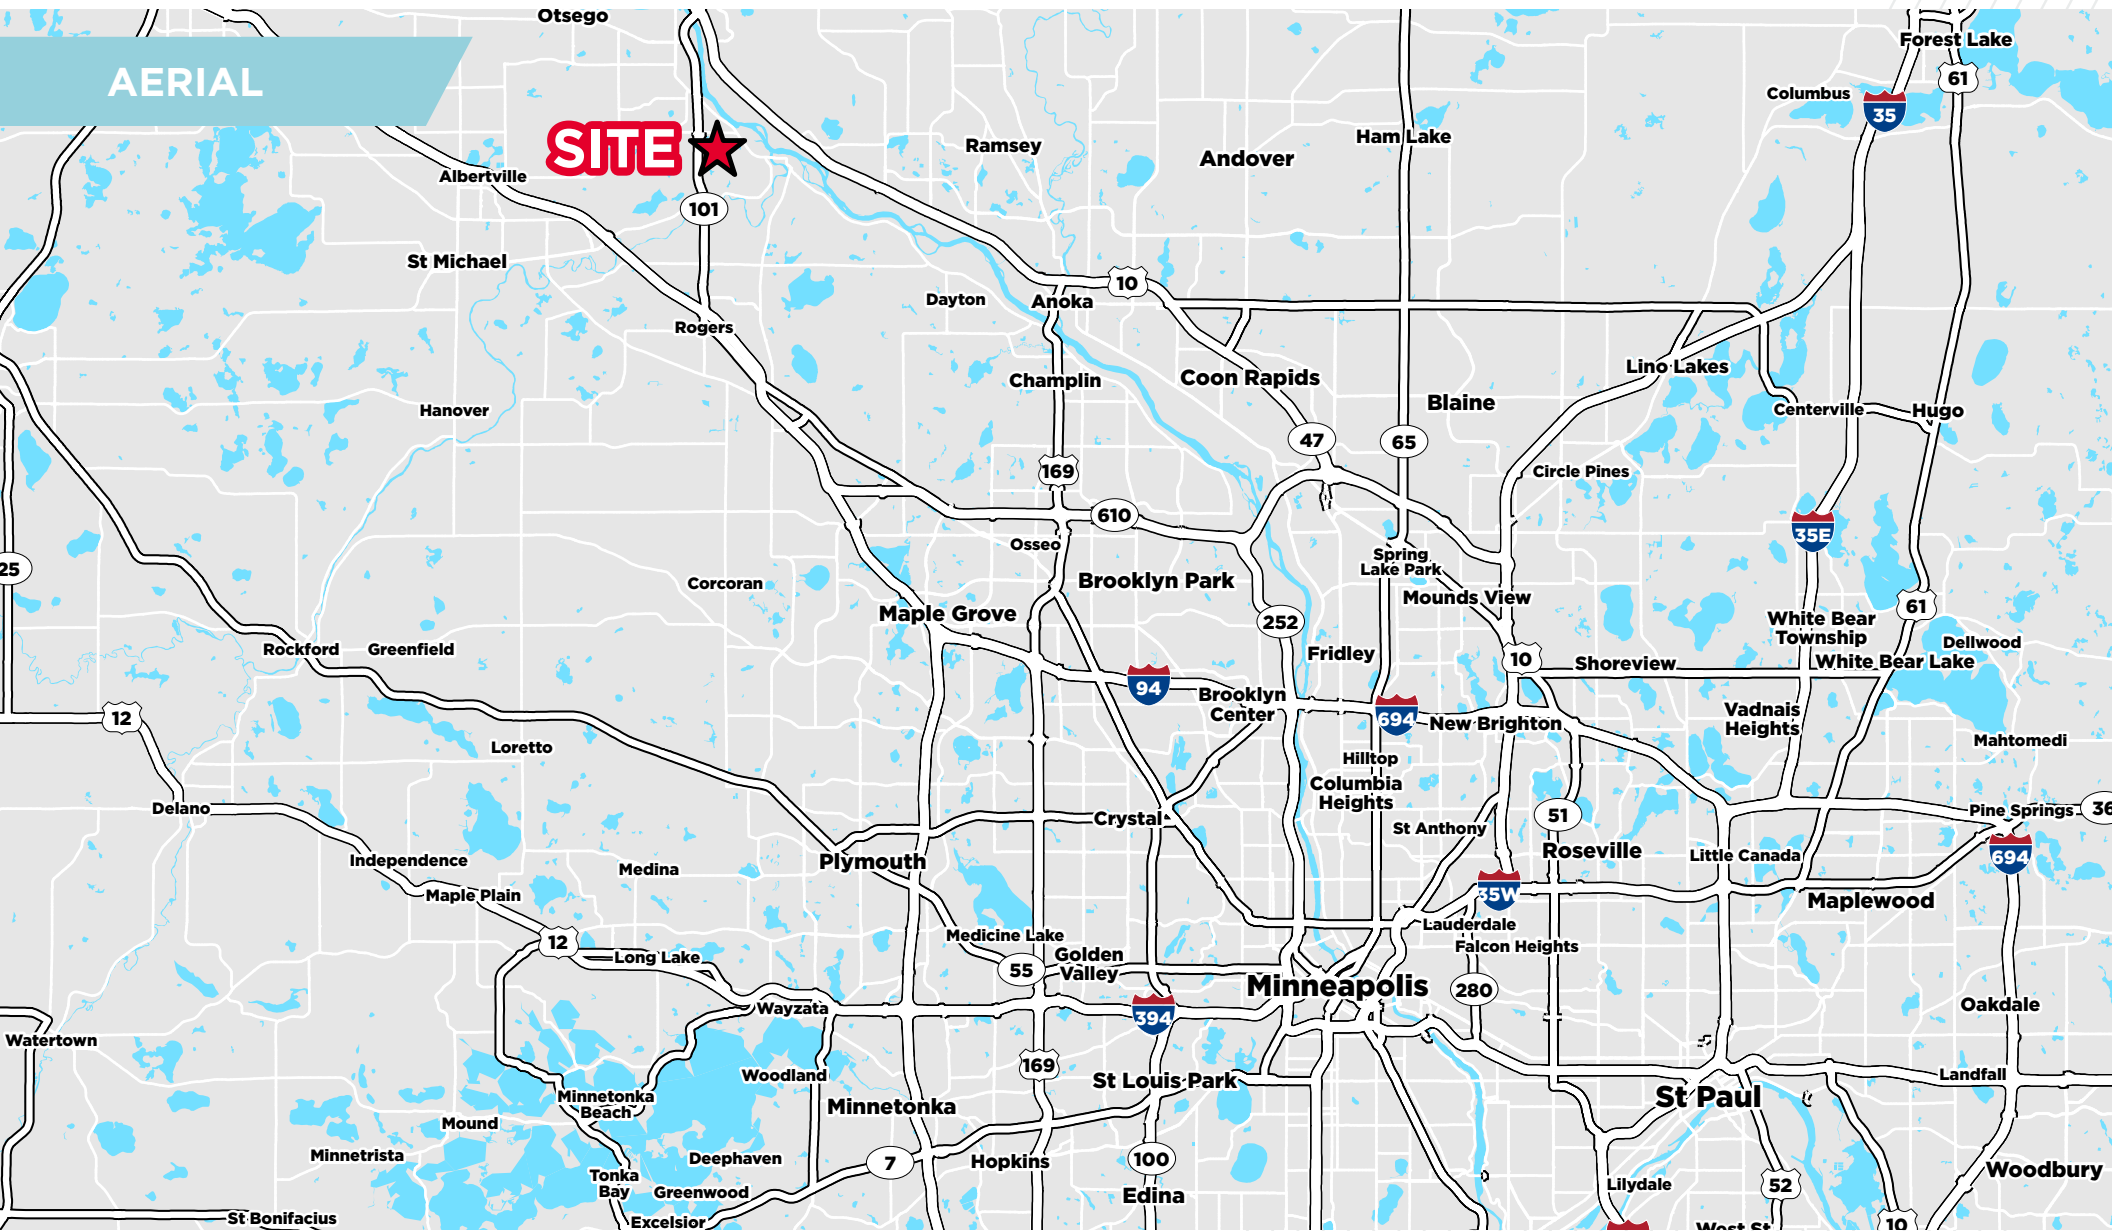 Otsego
Forest Lake
AERIAL
61
Columbus
35
SITE
Ramsey
Ham Lake
Andover
Albertville
101
St Michael
10
Dayton
Anoka
Rogers
Lino Lakes
Champlin
Coon Rapids
Blaine
Hanover
Centerville
Hugo
47
65
169
Circle Pines
610
35E
Osseo
Spring
Lake Park
25
Corcoran
Brooklyn Park
Mounds View
Maple Grove
61
252
White Bear
Township
Dellwood
Rockford
Greenfield
Fridley
10
Shoreview
White Bear Lake
94
Brooklyn
Center
694
New Brighton
Vadnais
Heights
12
Loretto
Mahtomedi
Hilltop
Columbia
Heights
Delano
Crystal
51
Pine Springs
36
St Anthony
Independence
Plymouth
Roseville
Little Canada
694
Medina
Maple Plain
35W
Maplewood
Lauderdale
12
Medicine Lake
Falcon Heights
Long Lake
55
Golden
Valley
Minneapolis
280
Wayzata
394
Oakdale
Watertown
169
Woodland
St Louis Park
Landfall
Minnetonka
Beach
Minnetonka
St Paul
Mound
Minnetrista
Deephaven
7
Hopkins
100
Woodbury
Tonka
Bay
Greenwood
Edina
Lilydale
52
St Bonifacius
Excelsior
10
West St